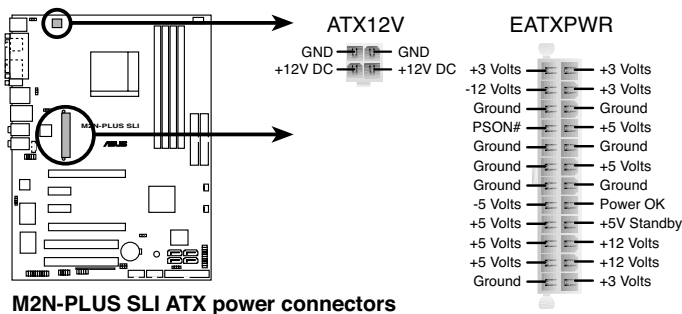 ATX12V
EATXPWR
GND GND
+12V DC +12V DC
+3 Volts +3 Volts
-12 Volts +3 Volts
Ground Ground
PSON# +5 Volts
Ground Ground
Ground +5 Volts
Ground Ground
-5 Volts Power OK
+5 Volts +5V Standby
+5 Volts +12 Volts
+5 Volts +12 Volts
Ground +3 Volts
M2N-PLUS SLI
ASUS
M2N-PLUS SLI ATX power connectors